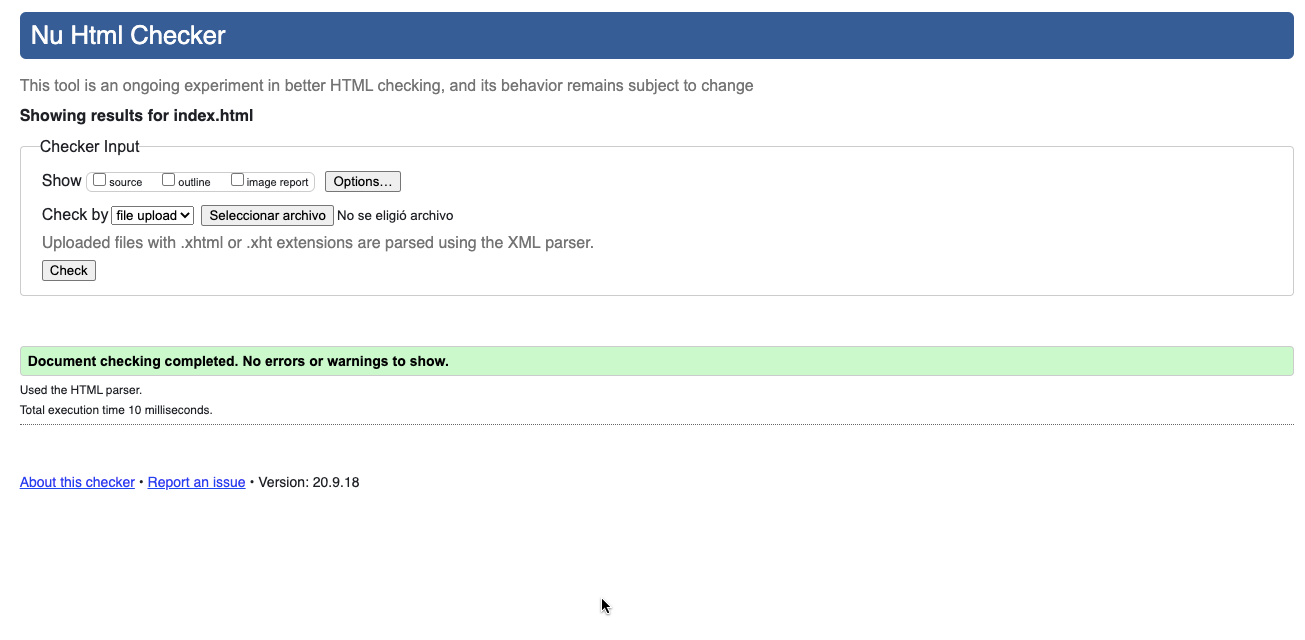 Nu Html Checker
This tool is an ongoing experiment in better HTML checking, and its behavior remains subject to change
Showing results for index.html
Checker Input
Show source outline image report Options…
Check by file upload Seleccionar archivo No se eligió archivo
Uploaded files with .xhtml or .xht extensions are parsed using the XML parser.
Check
Document checking completed. No errors or warnings to show.
Used the HTML parser.
Total execution time 10 milliseconds.
About this checker • Report an issue • Version: 20.9.18